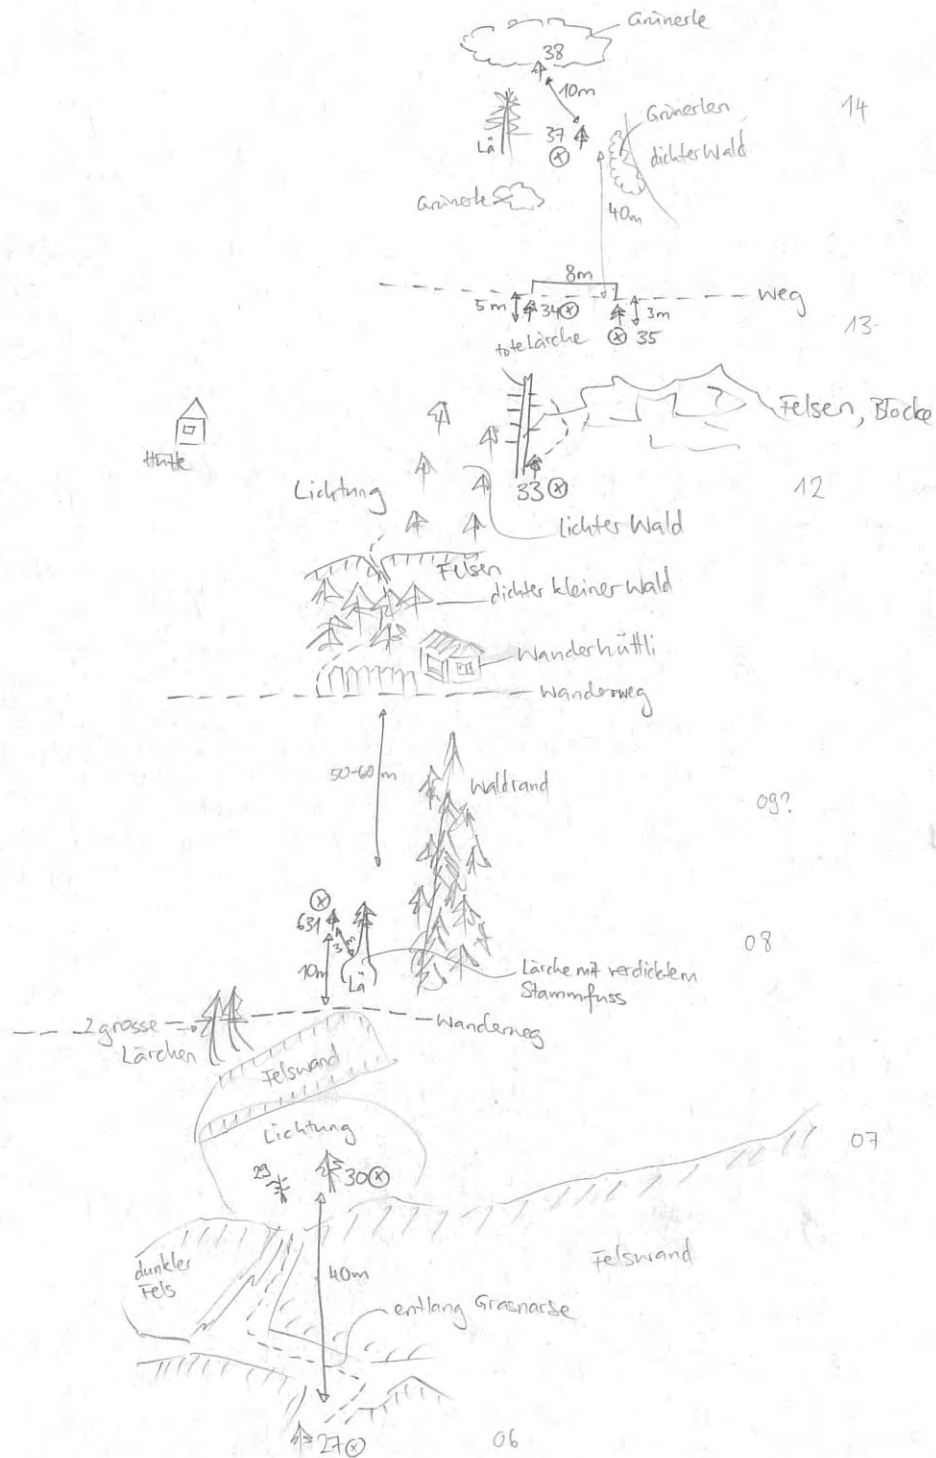 Grünerle
38
10m
14
Grünerlen
Lä
37
dichter Wald
Grünerle
40m
8m
Weg
5m
34
3m
35
13
tote Lärche
?
Felsen, Blöcke
Hütte
33
12
Lichtung
lichter Wald
Felsen
dichter kleiner Wald
Wanderhüttli
Wanderweg
50-60m
Waldrand
09?
631
3m
10m
Lä
08
Lärche mit verdicktem
Stammfuss
2 grosse
Lärchen
Wanderweg
Felswand
Lichtung
07
29
30
dunkler
Fels
40m
Felswand
entlang Grasnarbe
27
06